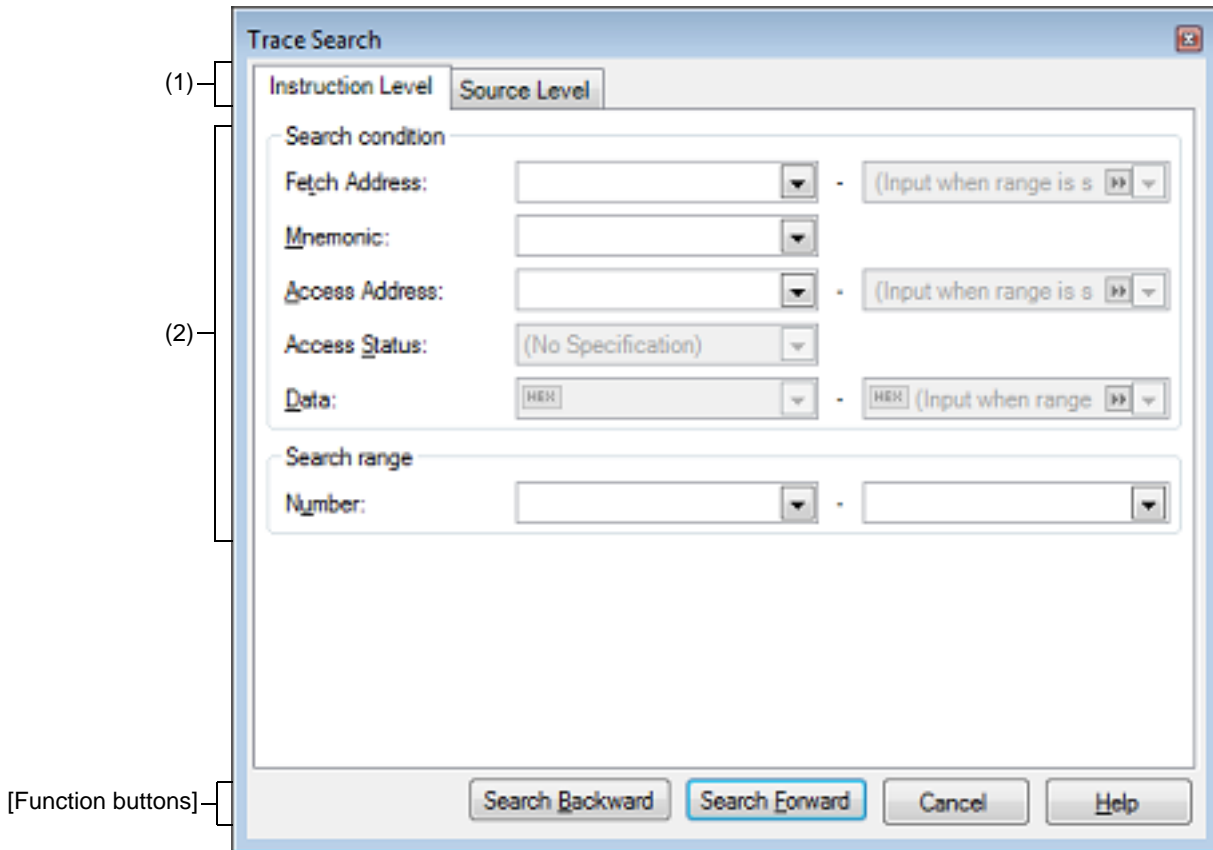 Trace Search
(1)
Instruction Level Source Level
(2)
Search condition
Fetch Address: - (Input when range is s
Mnemonic:
Access Address: - (Input when range is s
Access Status: (No Specification)
Data: HEX - HEX (Input when range
Search range
Number: -
[Function buttons] Search Backward Search Forward Cancel Help